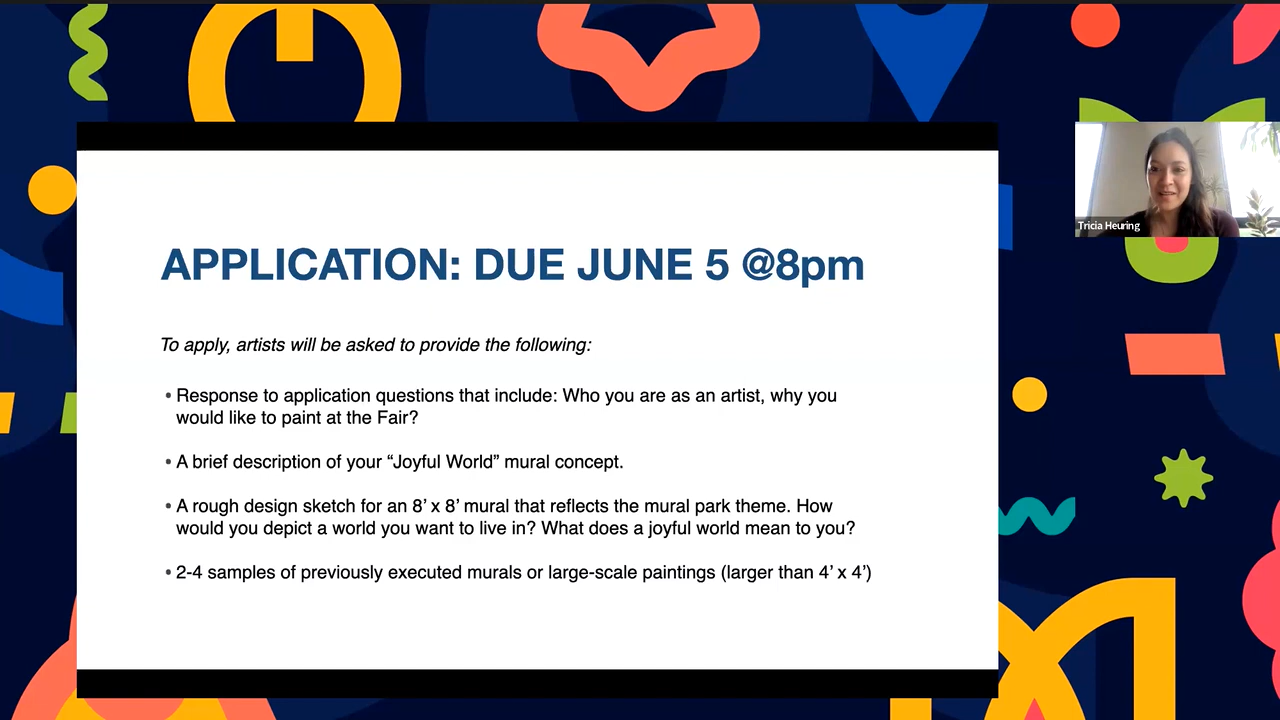 APPLICATION: DUE JUNE 5 @8pm
To apply, artists will be asked to provide the following:
• Response to application questions that include: Who you are as an artist, why you
would like to paint at the Fair?
• A brief description of your “Joyful World” mural concept.
• A rough design sketch for an 8’ x 8’ mural that reflects the mural park theme. How
would you depict a world you want to live in? What does a joyful world mean to you?
• 2-4 samples of previously executed murals or large-scale paintings (larger than 4’ x 4’)
Tricia Heuring